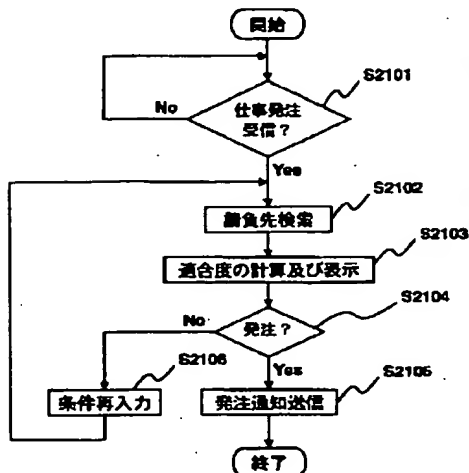 開始
S2101
仕事発注
受信？
No
Yes
S2102
請負先検索
S2103
適合度の計算及び表示
S2104
発注？
No
Yes
S2106
条件再入力
S2105
発注通知送信
終了